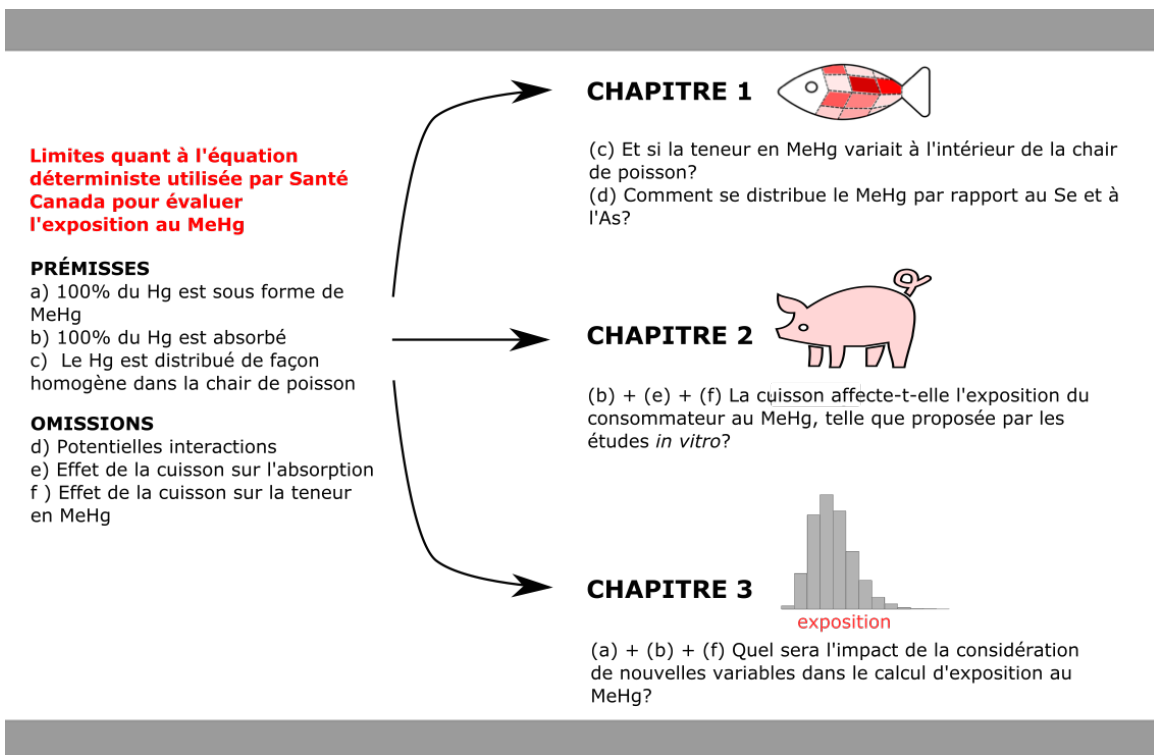 Limites quant à l'équation
déterministe utilisée par Santé
Canada pour évaluer
l'exposition au MeHg
PRÉMISSES
a) 100% du Hg est sous forme de
MeHg
b) 100% du Hg est absorbé
c) Le Hg est distribué de façon
homogène dans la chair de poisson
OMISSIONS
d) Potentielles interactions
e) Effet de la cuisson sur l'absorption
f ) Effet de la cuisson sur la teneur
en MeHg
CHAPITRE 1
(c) Et si la teneur en MeHg variait à l'intérieur de la chair
de poisson?
(d) Comment se distribue le MeHg par rapport au Se et à
l'As?
CHAPITRE 2
(b) + (e) + (f) La cuisson affecte-t-elle l'exposition du
consommateur au MeHg, telle que proposée par les
études in vitro?
CHAPITRE 3
exposition
(a) + (b) + (f) Quel sera l'impact de la considération
de nouvelles variables dans le calcul d'exposition au
MeHg?